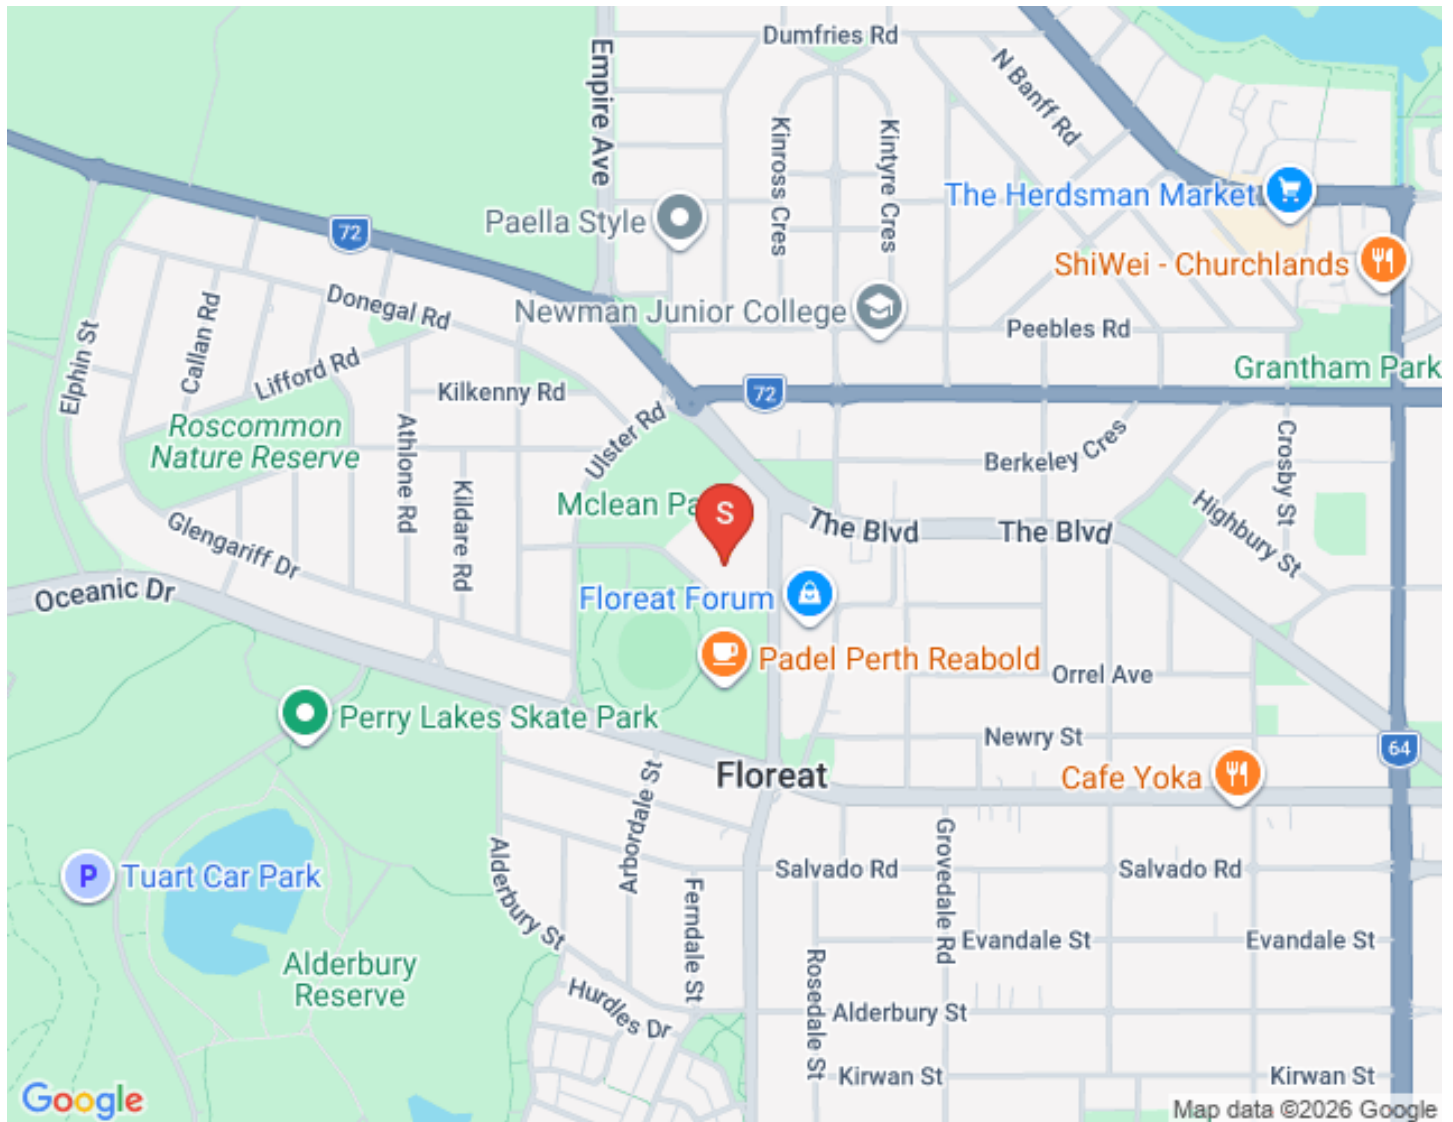 Dumfries Rd
Empire Ave
N Banff Rd
Kinross Cres
Kintyre Cres
The Herdsman Market
Paella Style
72
ShiWei - Churchlands
Donegal Rd
Callan Rd
Newman Junior College
Peebles Rd
Elphin St
Lifford Rd
Grantham Park
Kilkenny Rd
72
Ulster Rd
Roscommon
Nature Reserve
Athlone Rd
Berkeley Cres
Crosby St
Kildare Rd
Mclean Pa
S
The Blvd
The Blvd
Highbury St
Glengariff Dr
Oceanic Dr
Floreat Forum
Padel Perth Reabold
Orrel Ave
Perry Lakes Skate Park
Newry St
64
Floreat
Cafe Yoka
Arbordale St
Grovedale Rd
Tuart Car Park
P
Alderbury St
Salvado Rd
Salvado Rd
Ferndale St
Evandale St
Evandale St
Alderbury
Reserve
Rosedale St
Hurdles Dr
Alderbury St
Kirwan St
Kirwan St
Google
Map data ©2026 Google